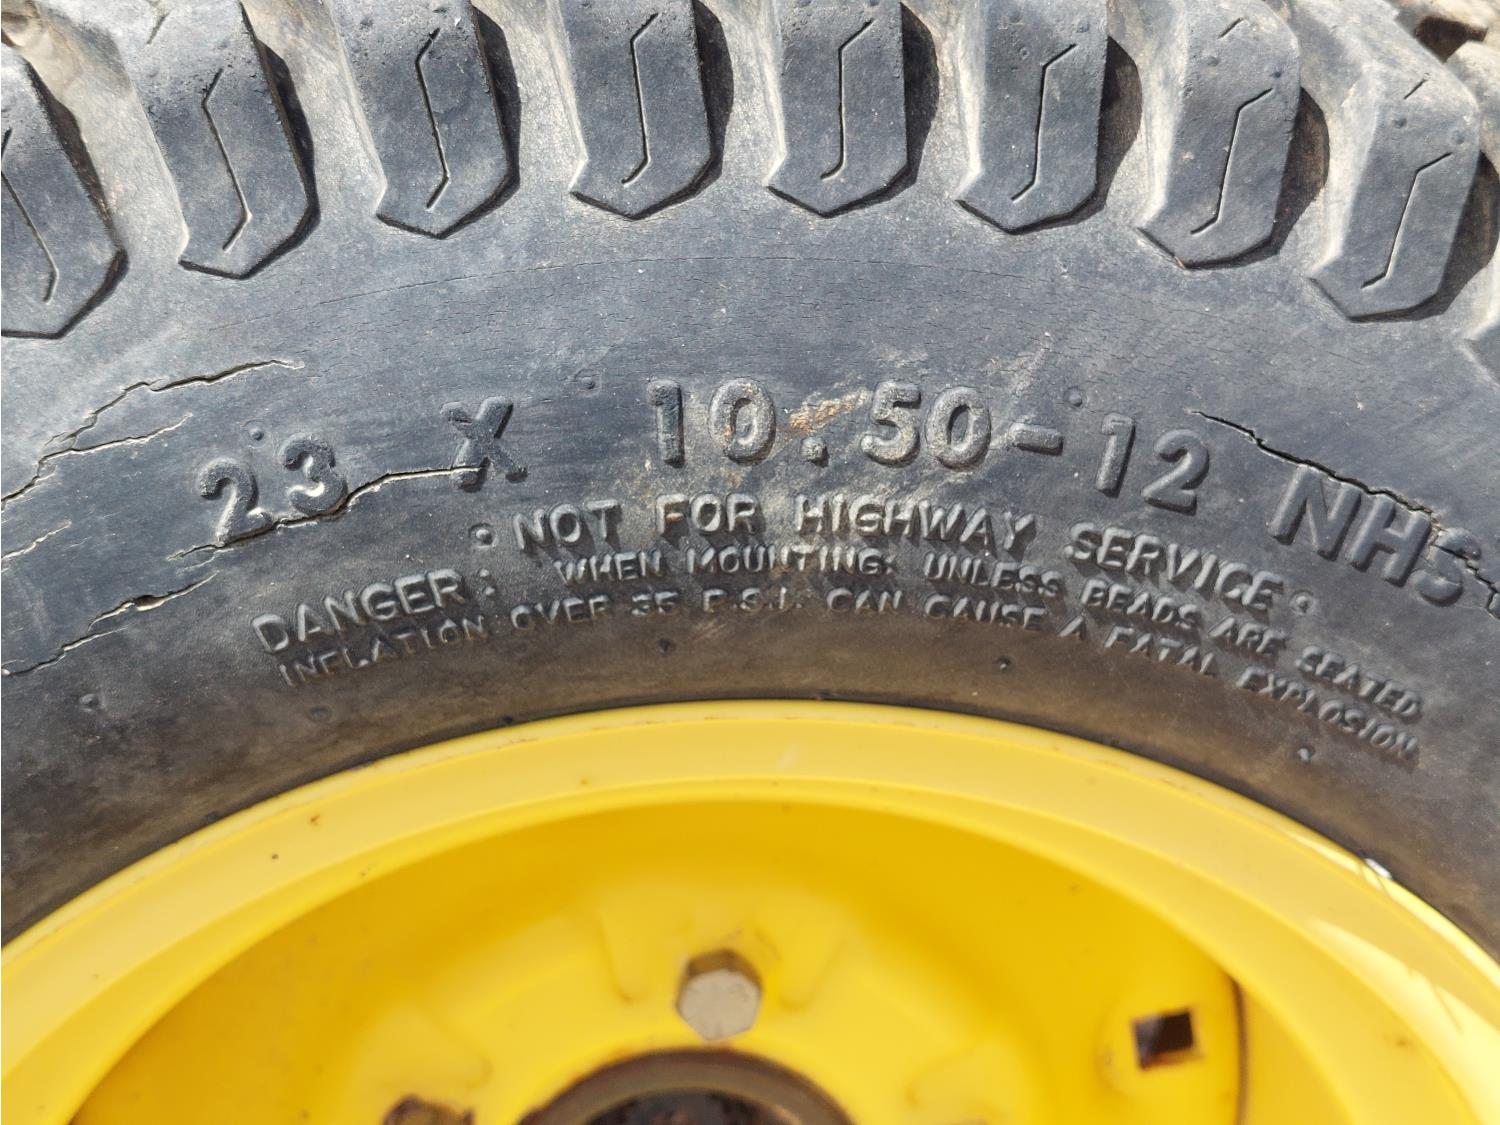 23 X 10.50-12 NHS
• NOT FOR HIGHWAY SERVICE •
DANGER: WHEN MOUNTING: UNLESS BEADS ARE SEATED
INFLATION OVER 35 P.S.I. CAN CAUSE A FATAL EXPLOSION